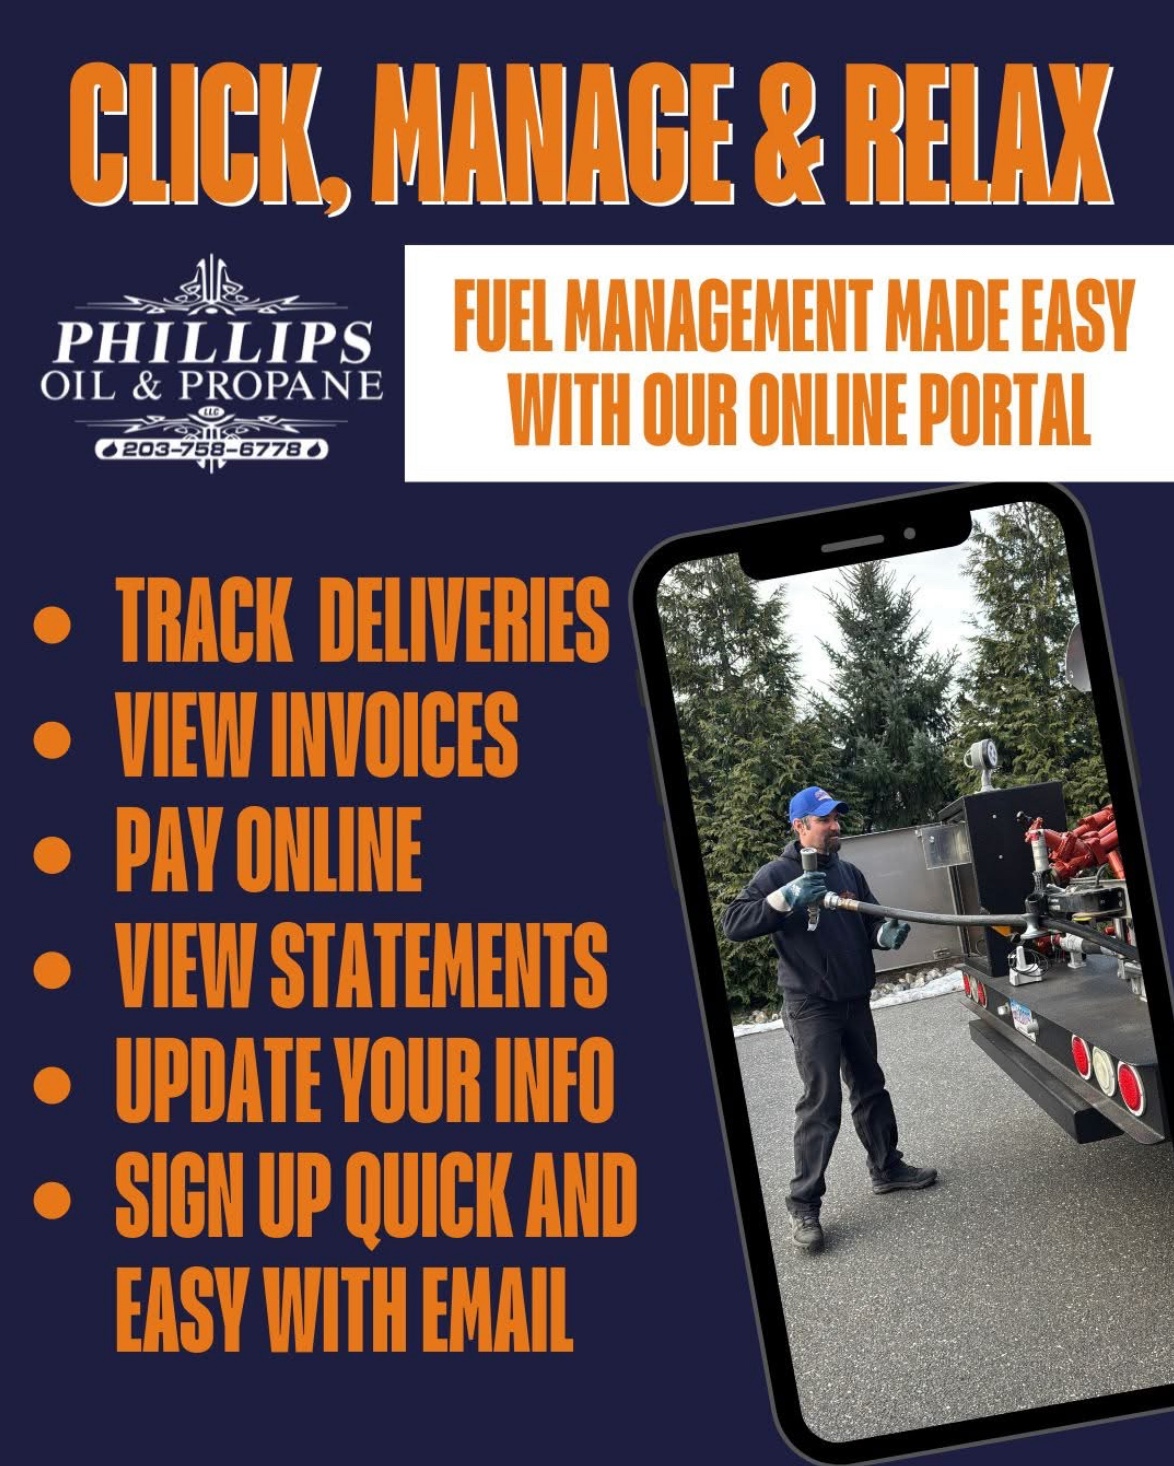 CLICK, MANAGE & RELAX
PHILLIPS
OIL & PROPANE
LLC
203-758-6778
FUEL MANAGEMENT MADE EASY
WITH OUR ONLINE PORTAL
• TRACK DELIVERIES
• VIEW INVOICES
• PAY ONLINE
• VIEW STATEMENTS
• UPDATE YOUR INFO
• SIGN UP QUICK AND
EASY WITH EMAIL